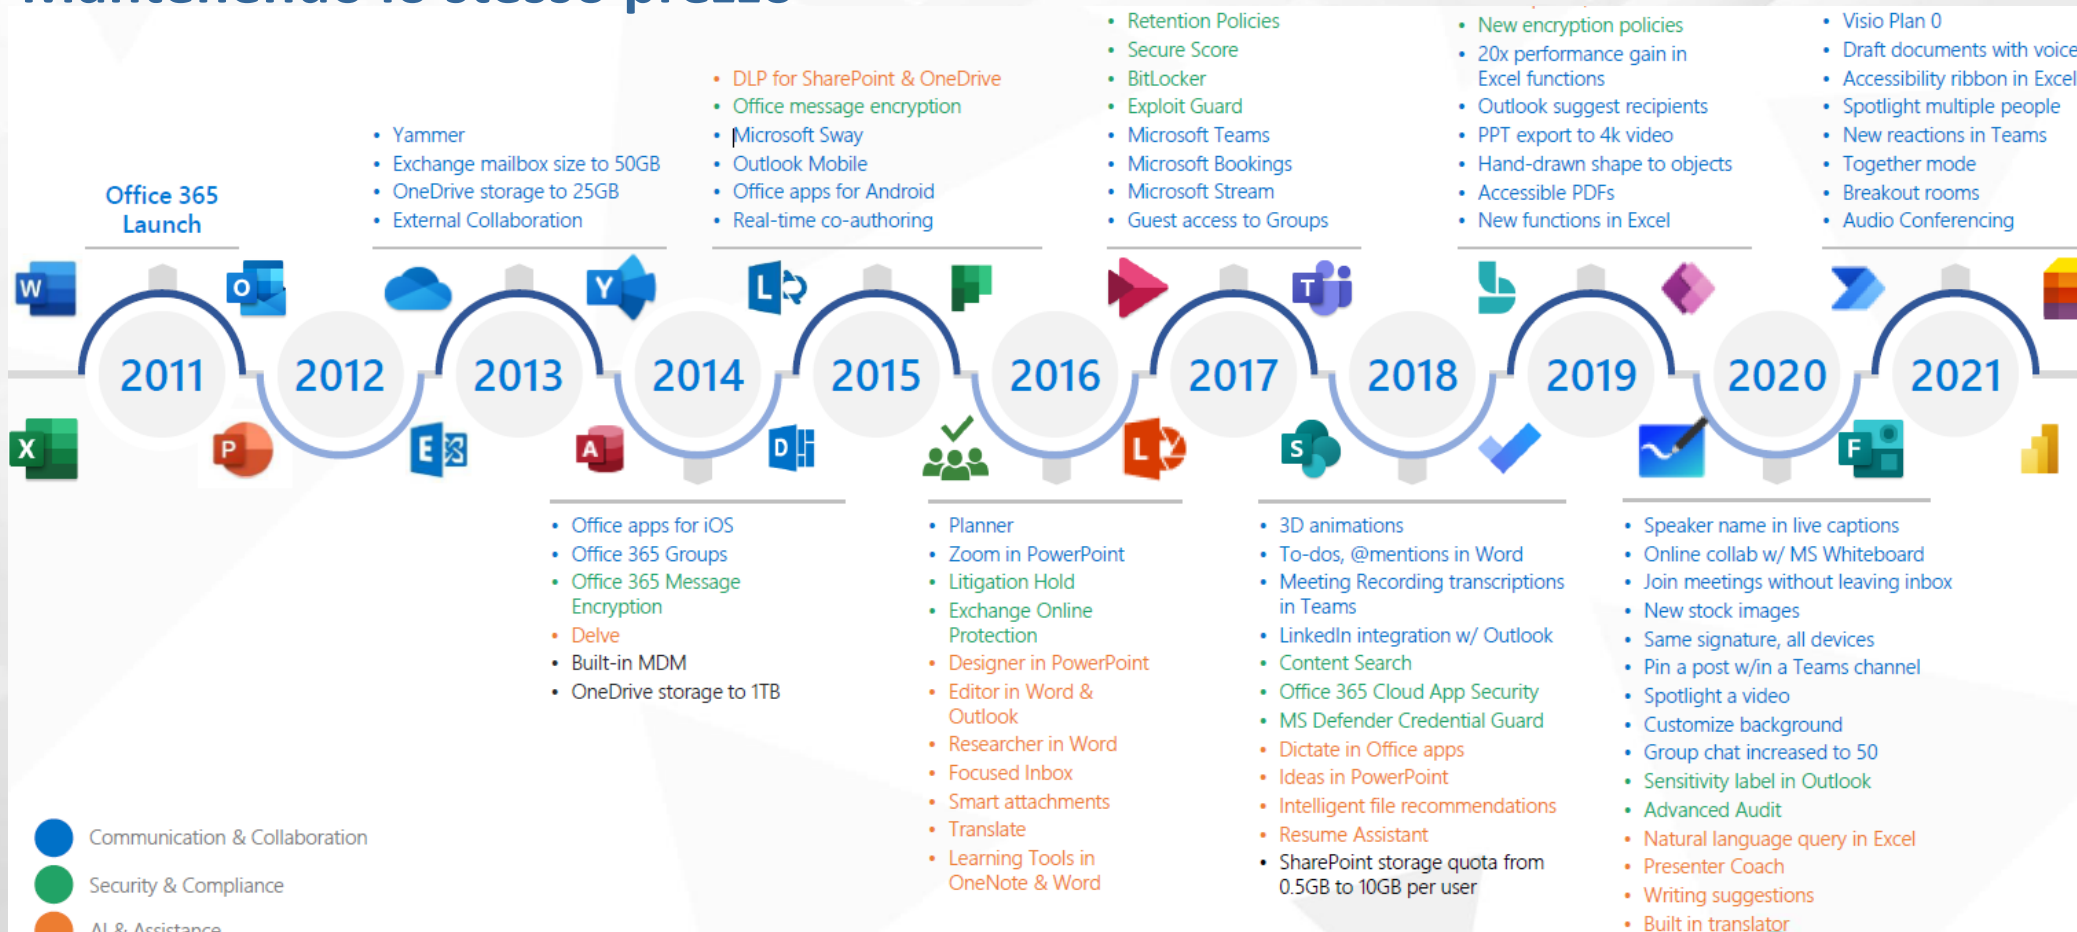 mantenendo lo stesso prezzo
Office 365
Launch
• Yammer
• Exchange mailbox size to 50GB
• OneDrive storage to 25GB
• External Collaboration
• DLP for SharePoint & OneDrive
• Office message encryption
• Microsoft Sway
• Outlook Mobile
• Office apps for Android
• Real-time co-authoring
• Retention Policies
• Secure Score
• BitLocker
• Exploit Guard
• Microsoft Teams
• Microsoft Bookings
• Microsoft Stream
• Guest access to Groups
• New encryption policies
• 20x performance gain in
Excel functions
• Outlook suggest recipients
• PPT export to 4k video
• Hand-drawn shape to objects
• Accessible PDFs
• New functions in Excel
• Visio Plan 0
• Draft documents with voice
• Accessibility ribbon in Excel
• Spotlight multiple people
• New reactions in Teams
• Together mode
• Breakout rooms
• Audio Conferencing
W O Y L T
2011 2012 2013 2014 2015 2016 2017 2018 2019 2020 2021
X P E A D L S F
• Office apps for iOS
• Office 365 Groups
• Office 365 Message
Encryption
• Delve
• Built-in MDM
• OneDrive storage to 1TB
• Planner
• Zoom in PowerPoint
• Litigation Hold
• Exchange Online
Protection
• Designer in PowerPoint
• Editor in Word &
Outlook
• Researcher in Word
• Focused Inbox
• Smart attachments
• Translate
• Learning Tools in
OneNote & Word
• 3D animations
• To-dos, @mentions in Word
• Meeting Recording transcriptions
in Teams
• LinkedIn integration w/ Outlook
• Content Search
• Office 365 Cloud App Security
• MS Defender Credential Guard
• Dictate in Office apps
• Ideas in PowerPoint
• Intelligent file recommendations
• Resume Assistant
• SharePoint storage quota from
0.5GB to 10GB per user
• Speaker name in live captions
• Online collab w/ MS Whiteboard
• Join meetings without leaving inbox
• New stock images
• Same signature, all devices
• Pin a post w/in a Teams channel
• Spotlight a video
• Customize background
• Group chat increased to 50
• Sensitivity label in Outlook
• Advanced Audit
• Natural language query in Excel
• Presenter Coach
• Writing suggestions
• Built in translator
Communication & Collaboration
Security & Compliance
AI & Assistance